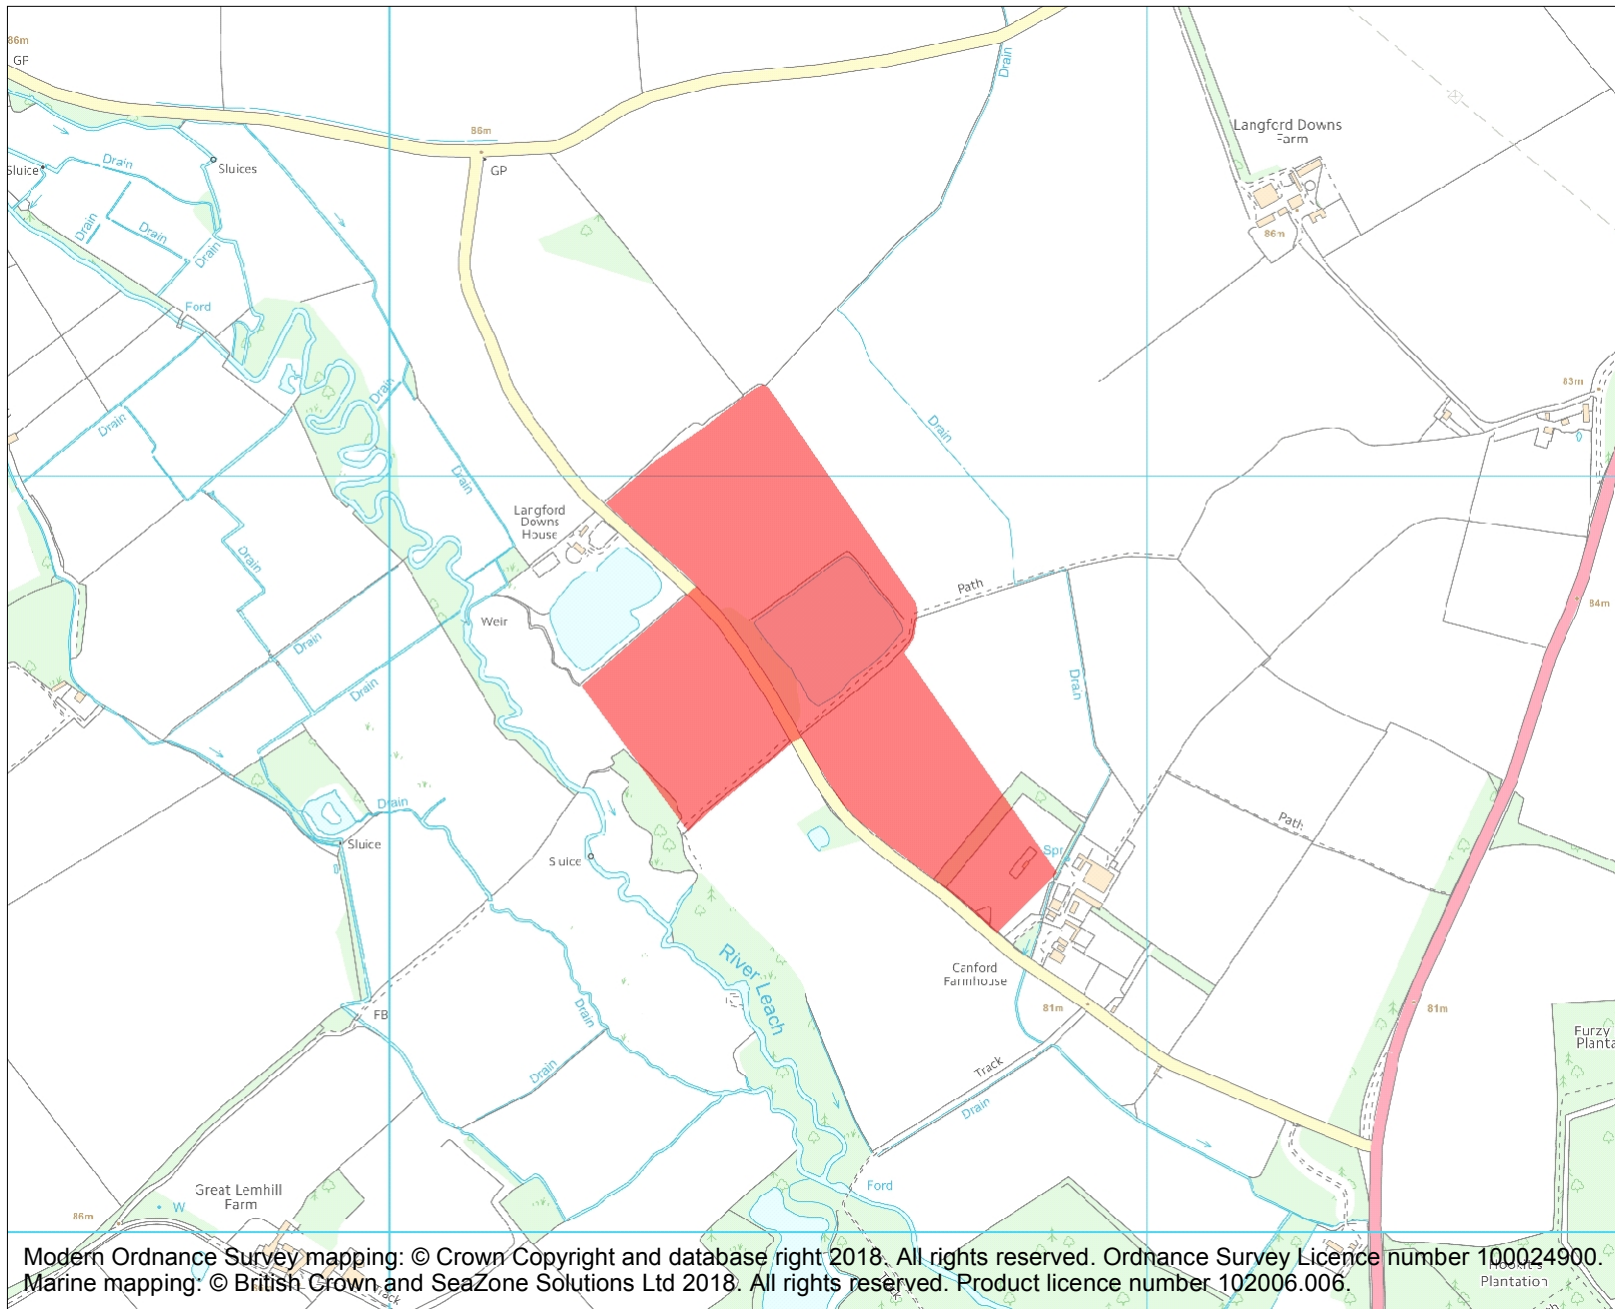 86m
GF
Drain
Langford Downs
Farm
86m
GP
Drain
Sluices
Sluice
Drain
Drain
Drain
86m
Ford
Drain
83m
Drain
Drain
Drain
Langford
Downs
House
Drain
Path
84m
Weir
Drain
Drain
Drain
Drain
Path
Sluice
Sluice
Spr
River Leach
Canford
Farmhouse
81m
81m
FB
Drain
Furzy
Planta
Drain
Track
Drain
Great Lemhill
Farm
Ford
W
86m
Modern Ordnance Survey mapping: © Crown Copyright and database right 2018. All rights reserved. Ordnance Survey Licence number 100024900.
Marine mapping: © British Crown and SeaZone Solutions Ltd 2018. All rights reserved. Product licence number 102006.006.
Plantation